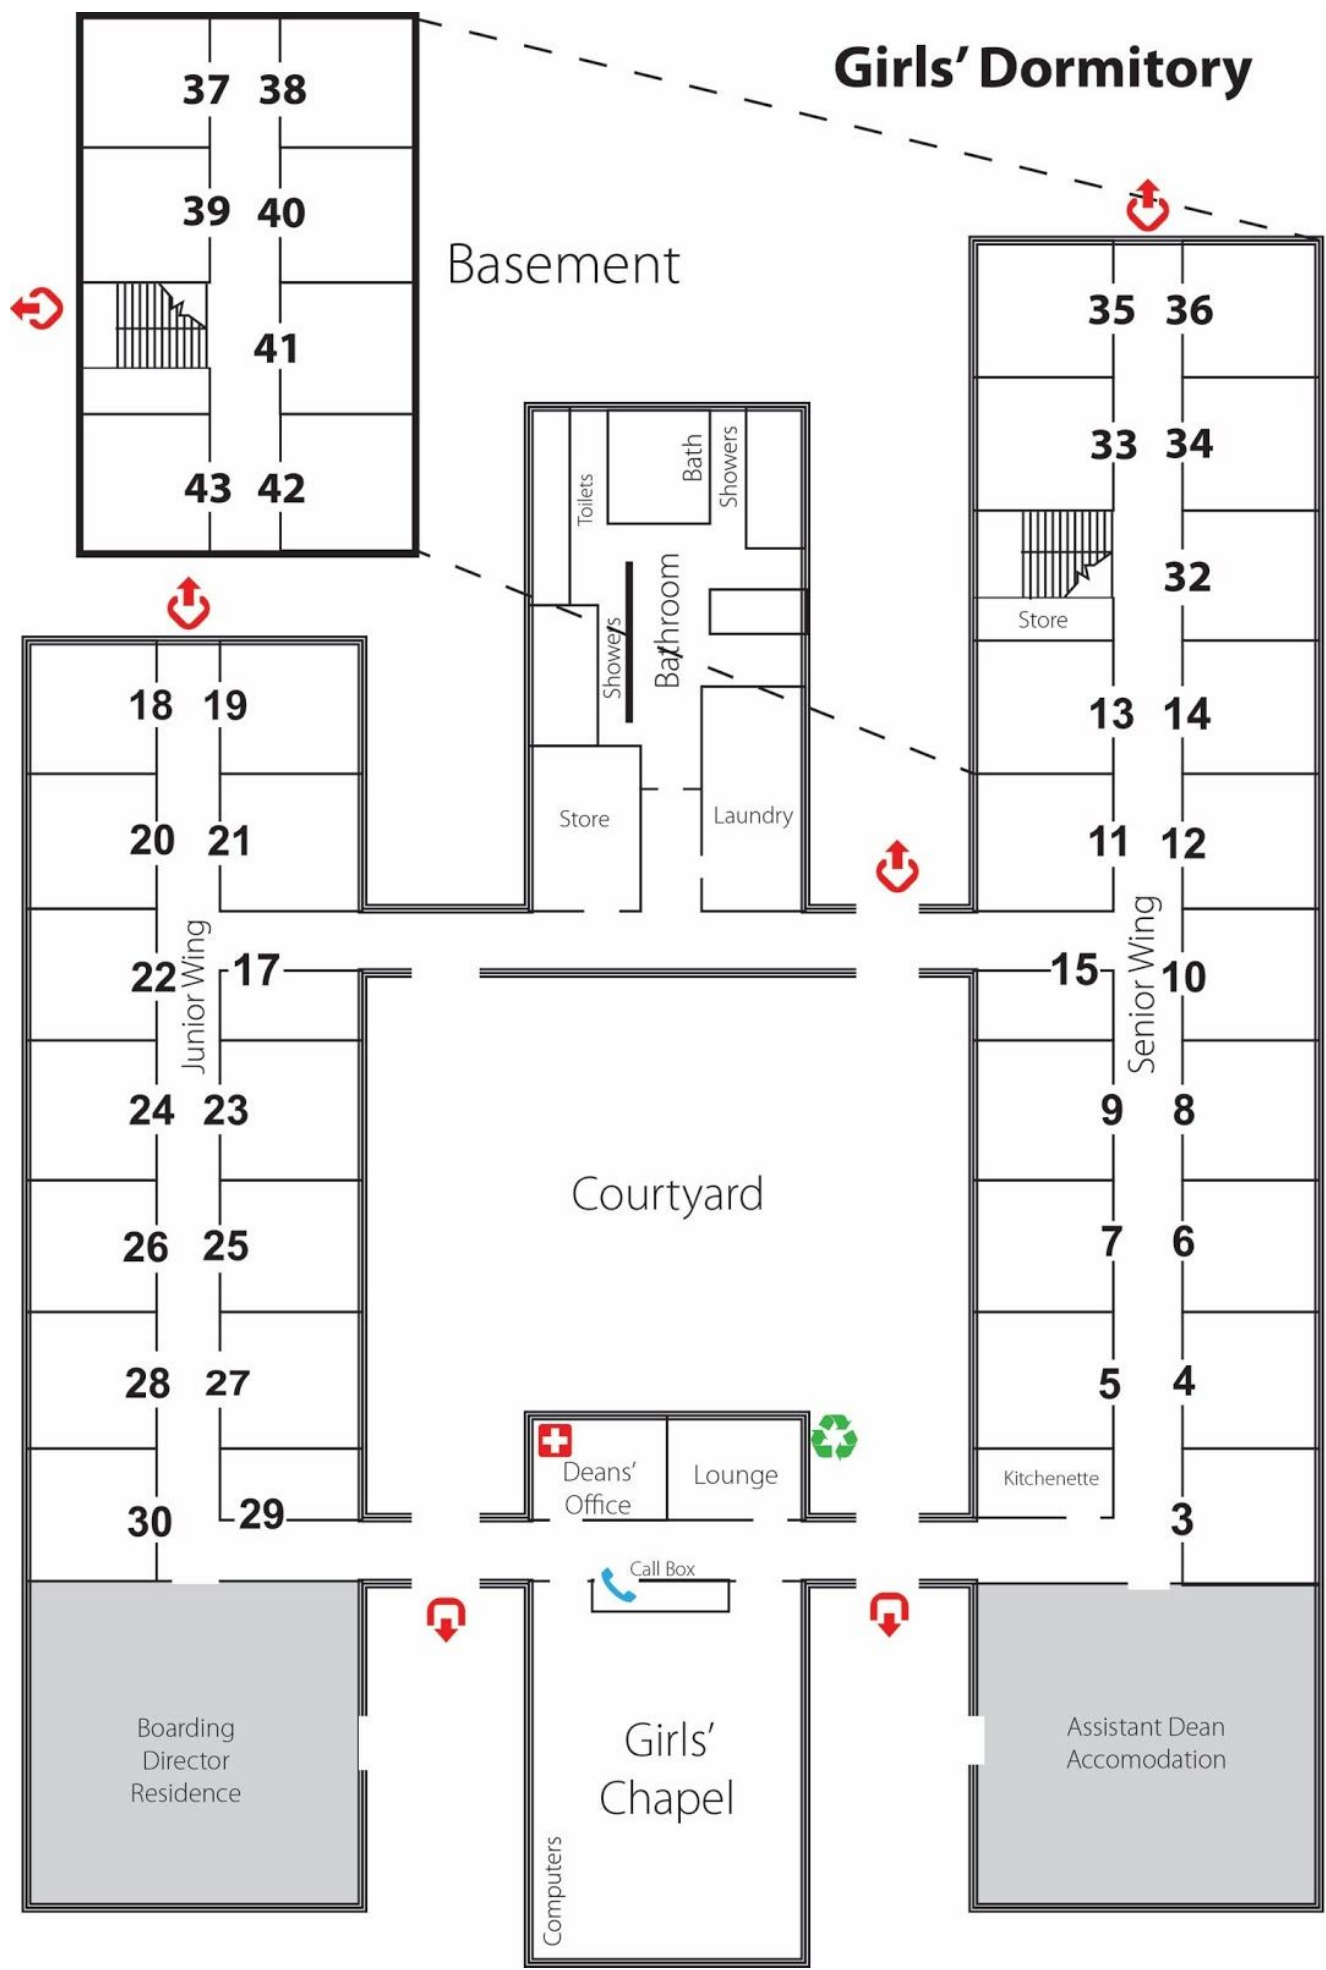 Girls' Dormitory
37 38
39 40
Basement
41
43 42
35 36
33 34
32
Store
Toilets
Bath
Showers
Showers
Bathroom
Store
Laundry
18 19
20 21
22
17
Junior Wing
24 23
26 25
28 27
30
29
13 14
11 12
15
10
Senior Wing
9 8
7 6
5 4
Kitchenette
3
Courtyard
Deans'
Office
Lounge
Call Box
Boarding
Director
Residence
Girls'
Chapel
Computers
Assistant Dean
Accomodation